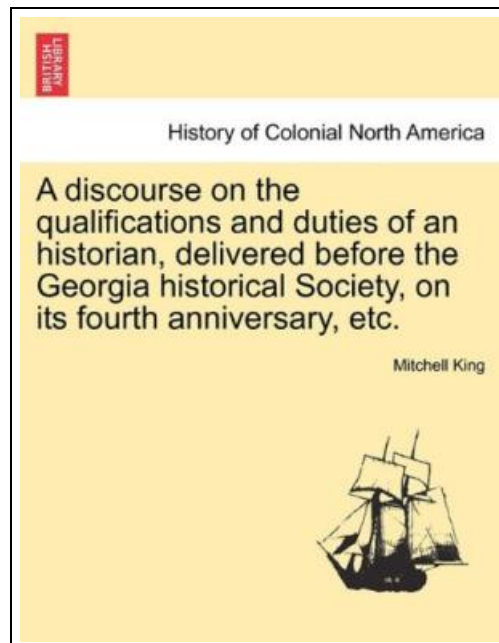 BRITISH
LIBRARY
History of Colonial North America
A discourse on the
qualifications and duties of an
historian, delivered before the
Georgia historical Society, on
its fourth anniversary, etc.
Mitchell King